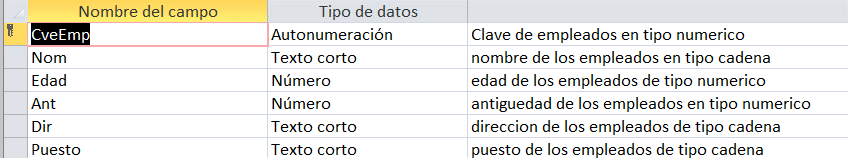 Nombre del campo Tipo de datos
CveEmp Autonumeración Clave de empleados en tipo numerico
Nom Texto corto nombre de los empleados en tipo cadena
Edad Número edad de los empleados de tipo numerico
Ant Número antiguedad de los empleados en tipo numerico
Dir Texto corto direccion de los empleados de tipo cadena
Puesto Texto corto puesto de los empleados de tipo cadena